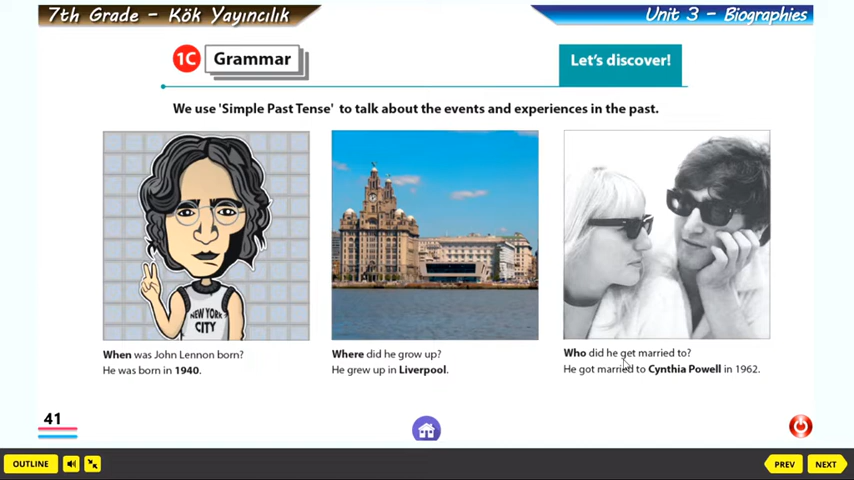 7th Grade - Kök Yayıncılık
Unit 3 - Biographies
1C Grammar
Let's discover!
We use 'Simple Past Tense' to talk about the events and experiences in the past.
NEW YORK
CITY
When was John Lennon born?
He was born in 1940.
Where did he grow up?
He grew up in Liverpool.
Who did he get married to?
He got married to Cynthia Powell in 1962.
41
OUTLINE
PREV
NEXT